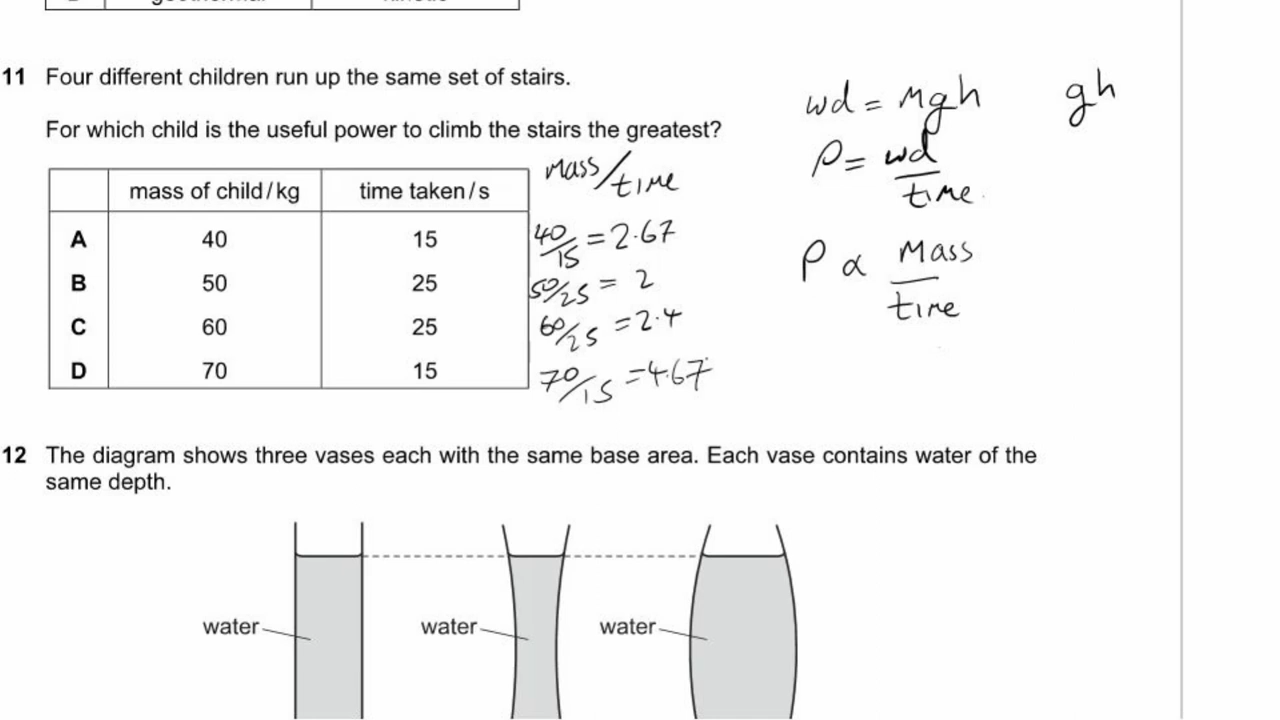 11 Four different children run up the same set of stairs.
For which child is the useful power to climb the stairs the greatest?
mass of child/kg time taken/s
A 40 15
B 50 25
C 60 25
D 70 15
Mass/time
40/15 = 2.67
50/25 = 2
60/25 = 2.4
70/15 = 4.67
wd = Mgh gh
P = wd/time
P ∝ Mass/time
12 The diagram shows three vases each with the same base area. Each vase contains water of the
same depth.
water water water